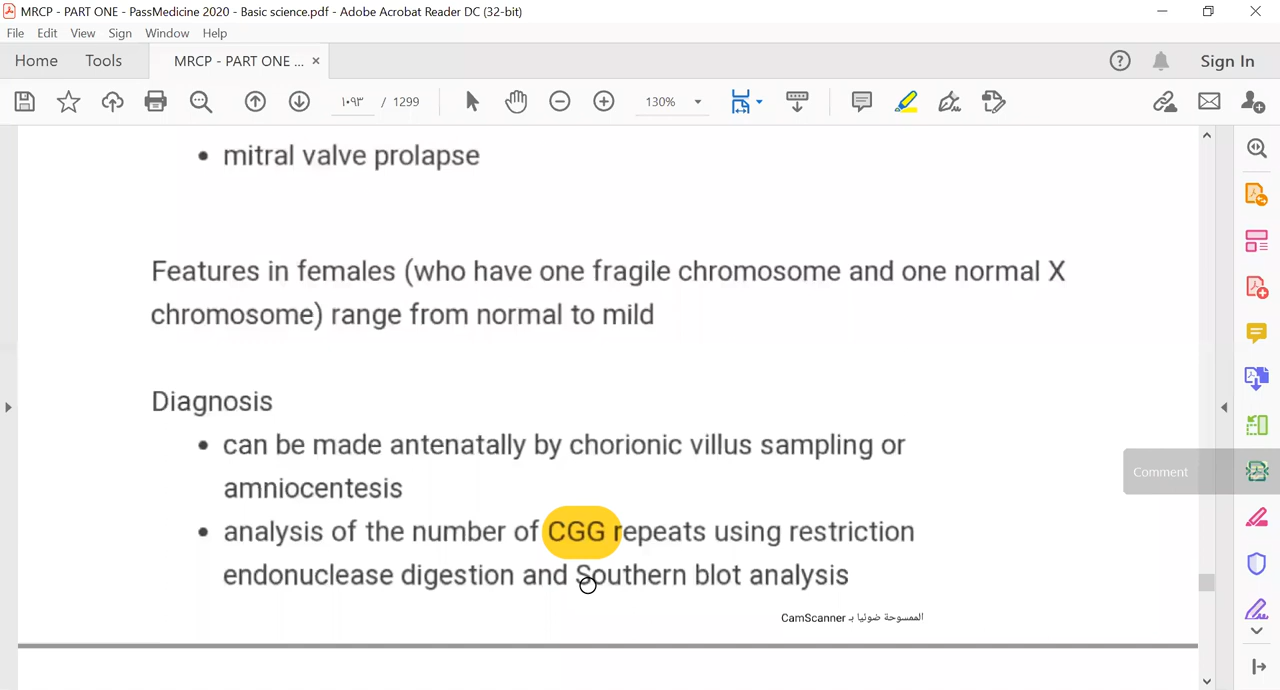 MRCP - PART ONE - PassMedicine 2020 - Basic science.pdf - Adobe Acrobat Reader DC (32-bit)
File Edit View Sign Window Help
Home Tools MRCP - PART ONE ... × Sign In
١٠٩٣ / 1299 130%
• mitral valve prolapse
Features in females (who have one fragile chromosome and one normal X
chromosome) range from normal to mild
Diagnosis
• can be made antenatally by chorionic villus sampling or
amniocentesis
• analysis of the number of CGG repeats using restriction
endonuclease digestion and Southern blot analysis
الممسوحة ضوئيا بـ CamScanner
Comment